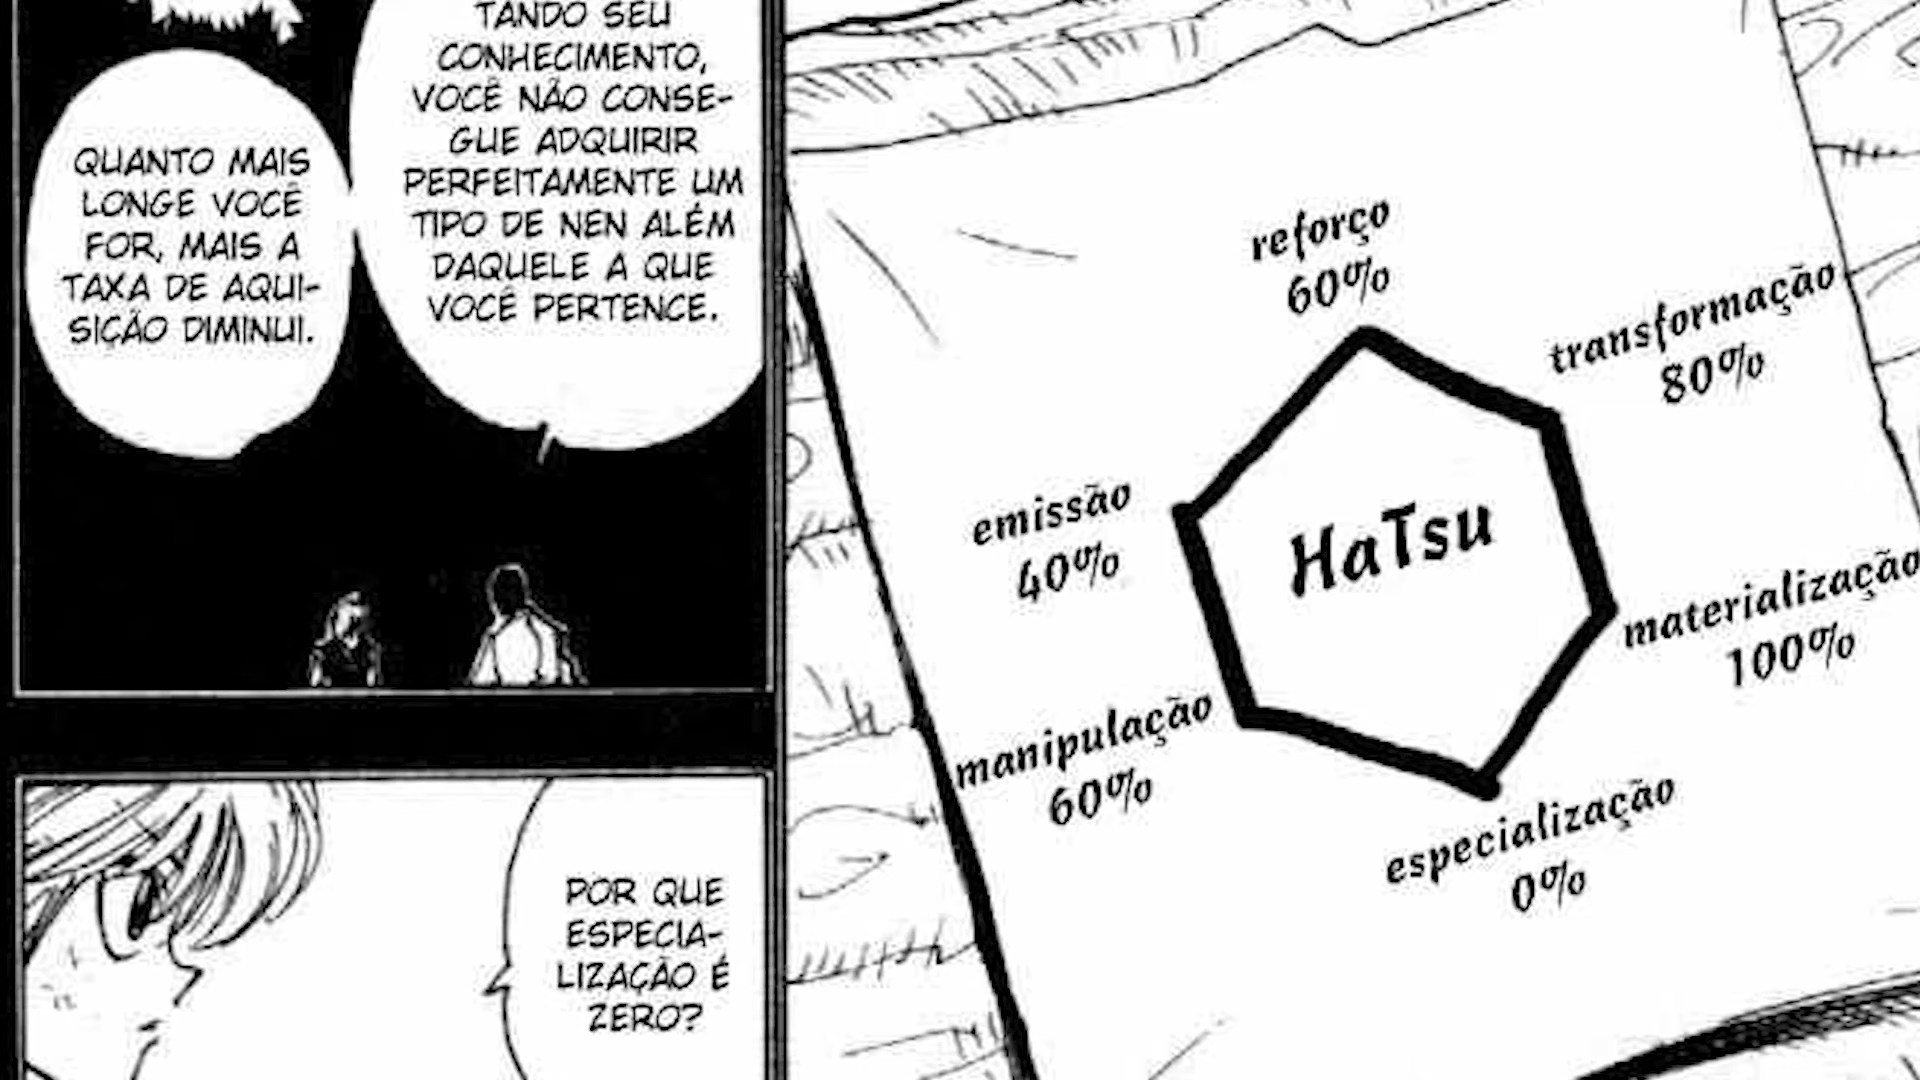 TANDO SEU
CONHECIMENTO,
VOCÊ NÃO CONSE-
GUE ADQUIRIR
PERFEITAMENTE UM
TIPO DE NEN ALÉM
DAQUELE A QUE
VOCÊ PERTENCE.
QUANTO MAIS
LONGE VOCÊ
FOR, MAIS A
TAXA DE AQUI-
SIÇÃO DIMINUI.
POR QUE
ESPECIA-
LIZAÇÃO É
ZERO?
reforço
60%
transformação
80%
emissão
40%
HaTsu
materialização
100%
manipulação
60%
especialização
0%